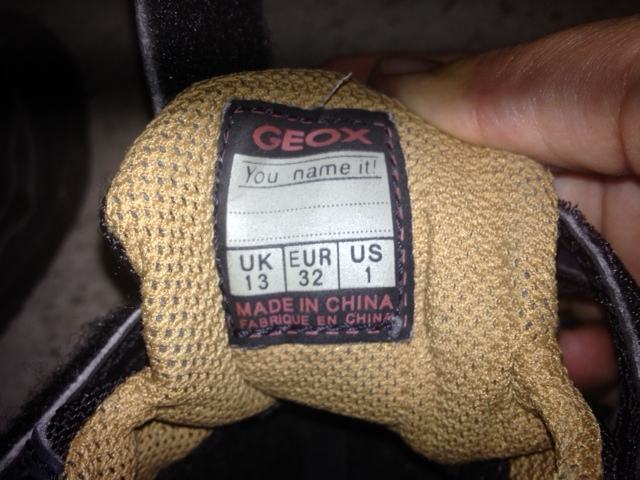 GEOX
You name it!
UK EUR US
13 32 1
MADE IN CHINA
FABRIQUE EN CHINA